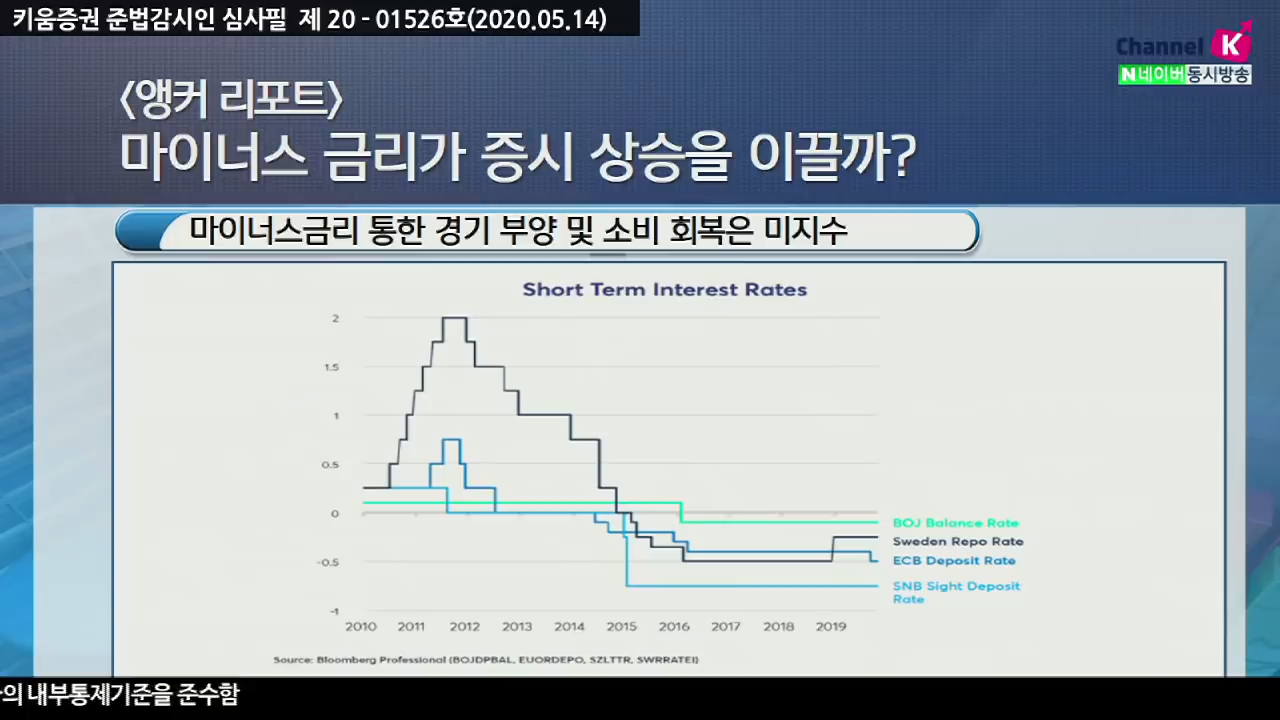 키움증권 준법감시인 심사필 제 20 - 01526호(2020.05.14)
Channel K
N 네이버 동시방송
〈앵커 리포트〉
마이너스 금리가 증시 상승을 이끌까?
마이너스금리 통한 경기 부양 및 소비 회복은 미지수
Short Term Interest Rates
2
1.5
1
0.5
0
-0.5
-1
BOJ Balance Rate
Sweden Repo Rate
ECB Deposit Rate
SNB Sight Deposit
Rate
2010 2011 2012 2013 2014 2015 2016 2017 2018 2019
Source: Bloomberg Professional (BOJDPBAL, EUORDEPO, SZLTTR, SWRRATEI)
의 내부통제기준을 준수함